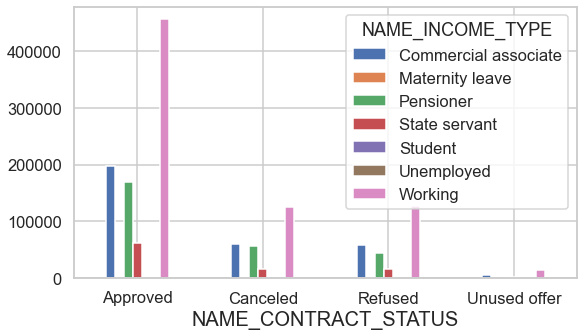 NAME_INCOME_TYPE
Commercial associate
Maternity leave
Pensioner
State servant
Student
Unemployed
Working
400000
300000
200000
100000
0
Approved Canceled Refused Unused offer
NAME_CONTRACT_STATUS